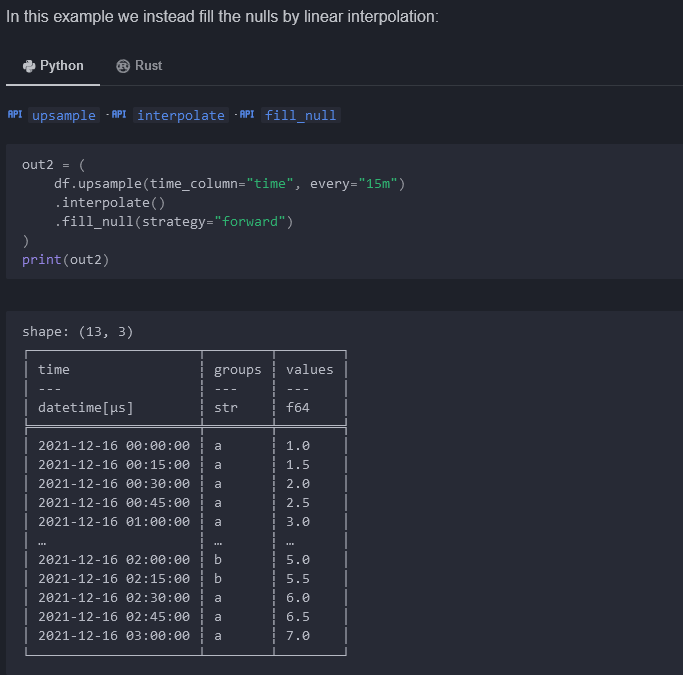 In this example we instead fill the nulls by linear interpolation:
Python Rust
API upsample · API interpolate · API fill_null
out2 = (
    df.upsample(time_column="time", every="15m")
    .interpolate()
    .fill_null(strategy="forward")
)
print(out2)
shape: (13, 3)
time groups values
--- --- ---
datetime[μs] str f64
2021-12-16 00:00:00 a 1.0
2021-12-16 00:15:00 a 1.5
2021-12-16 00:30:00 a 2.0
2021-12-16 00:45:00 a 2.5
2021-12-16 01:00:00 a 3.0
… … …
2021-12-16 02:00:00 b 5.0
2021-12-16 02:15:00 b 5.5
2021-12-16 02:30:00 a 6.0
2021-12-16 02:45:00 a 6.5
2021-12-16 03:00:00 a 7.0